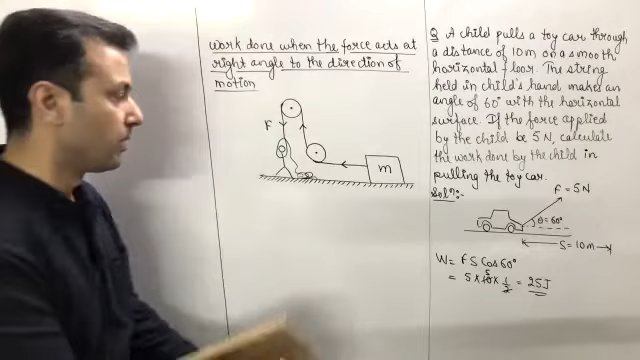 work done when the force acts at
right angle to the direction of
motion
F
m
Q A child pulls a toy car through
a distance of 10m on a smooth
horizontal floor. The string
held in child's hand makes an
angle of 60° with the horizontal
surface. If the force applied
by the child be 5N, calculate
the work done by the child in
pulling the toy car.
Solⁿ:-
F = 5N
θ = 60°
S = 10m
W = FS Cos 60°
= 5 × 10 5 × 1/2 = 25J